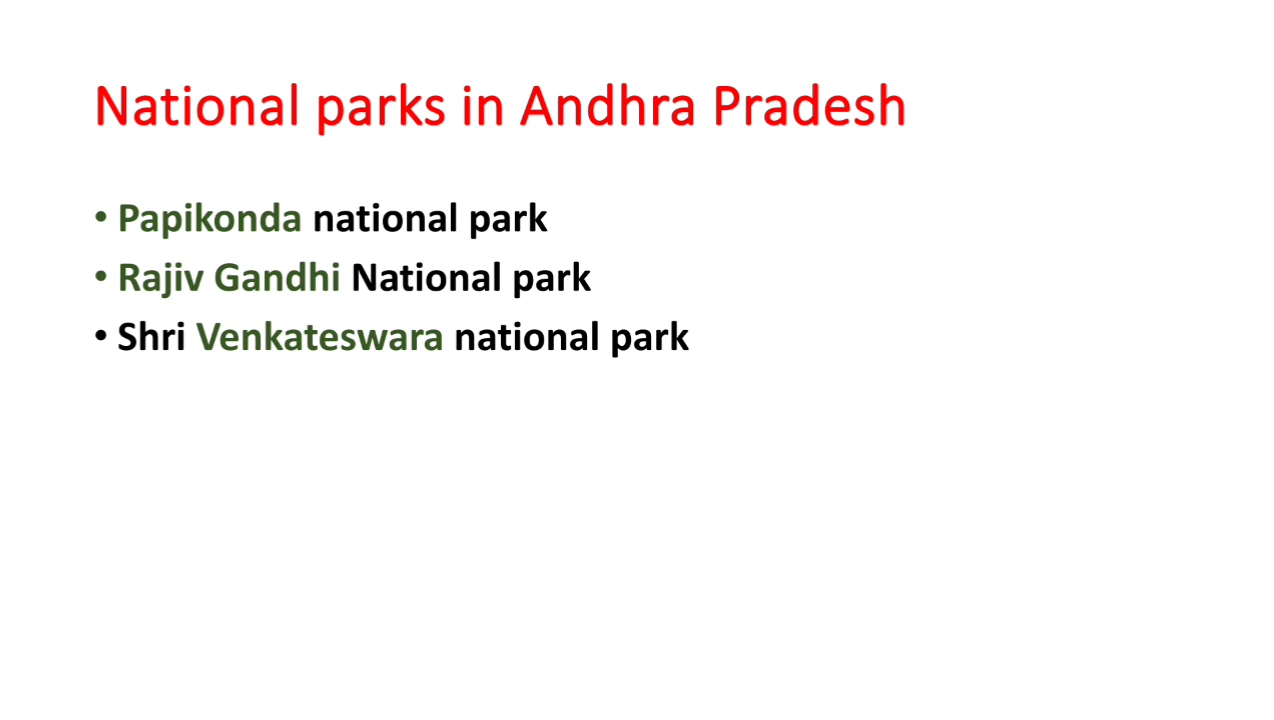 National parks in Andhra Pradesh
• Papikonda national park
• Rajiv Gandhi National park
• Shri Venkateswara national park